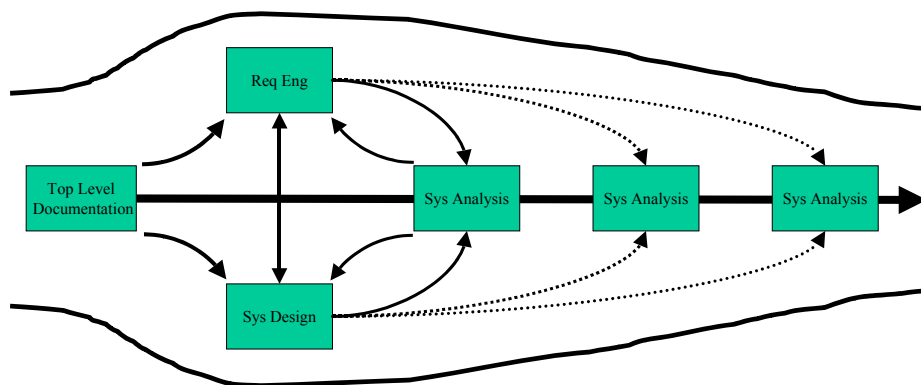 Req Eng
Top Level
Documentation
Sys Analysis
Sys Analysis
Sys Analysis
Sys Design